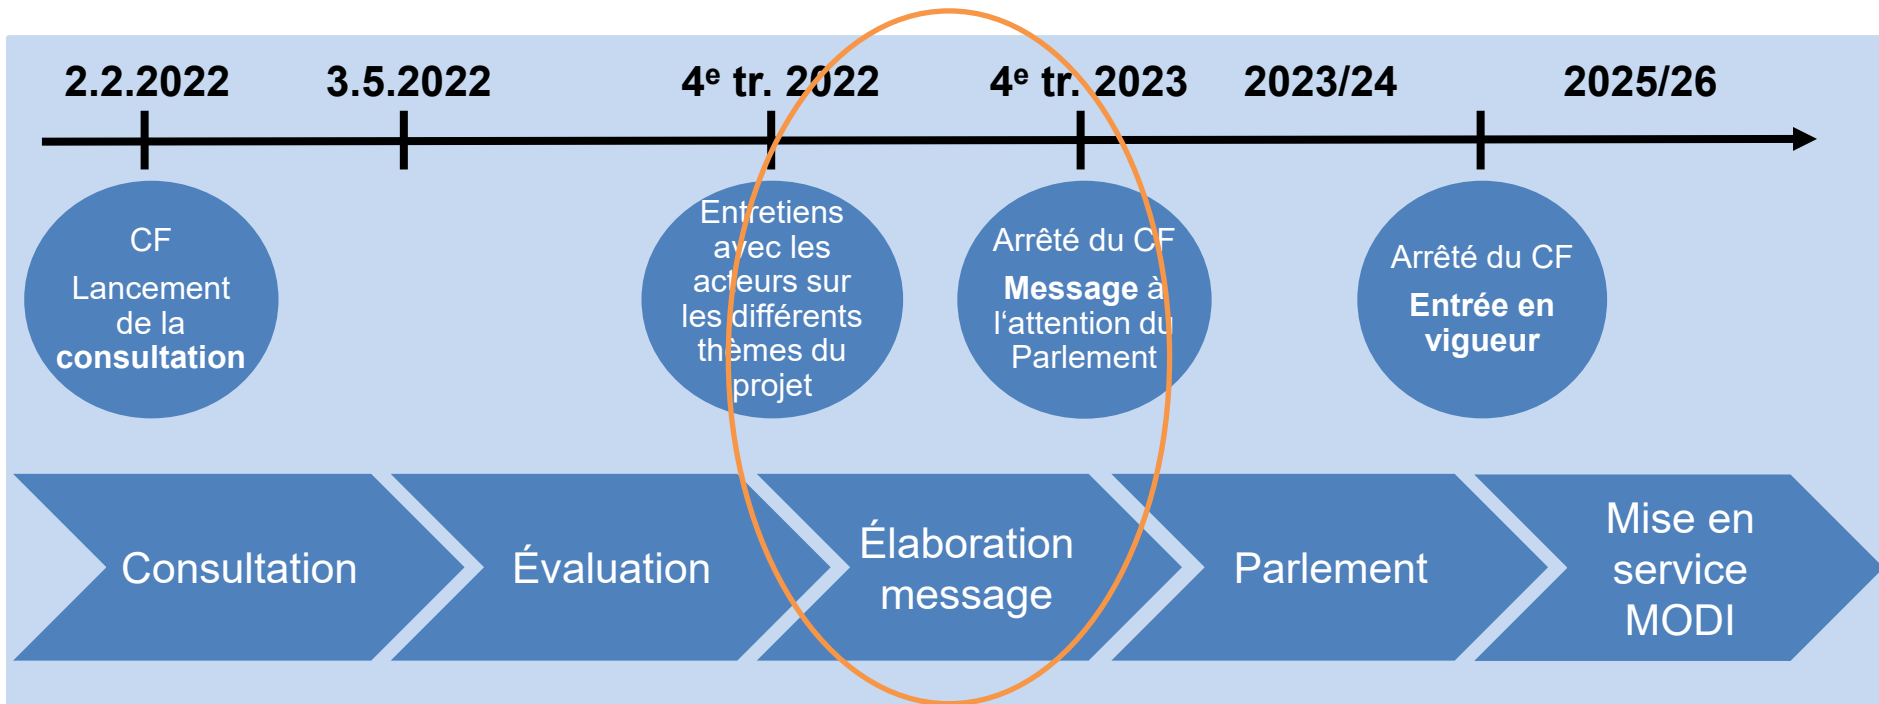 2.2.2022
3.5.2022
4e tr. 2022
4e tr. 2023
2023/24
2025/26
CF
Lancement
de la
consultation
Entretiens
avec les
acteurs sur
les différents
thèmes du
projet
Arrêté du CF
Message à
l‘attention du
Parlement
Arrêté du CF
Entrée en
vigueur
Consultation
Évaluation
Élaboration
message
Parlement
Mise en
service
MODI